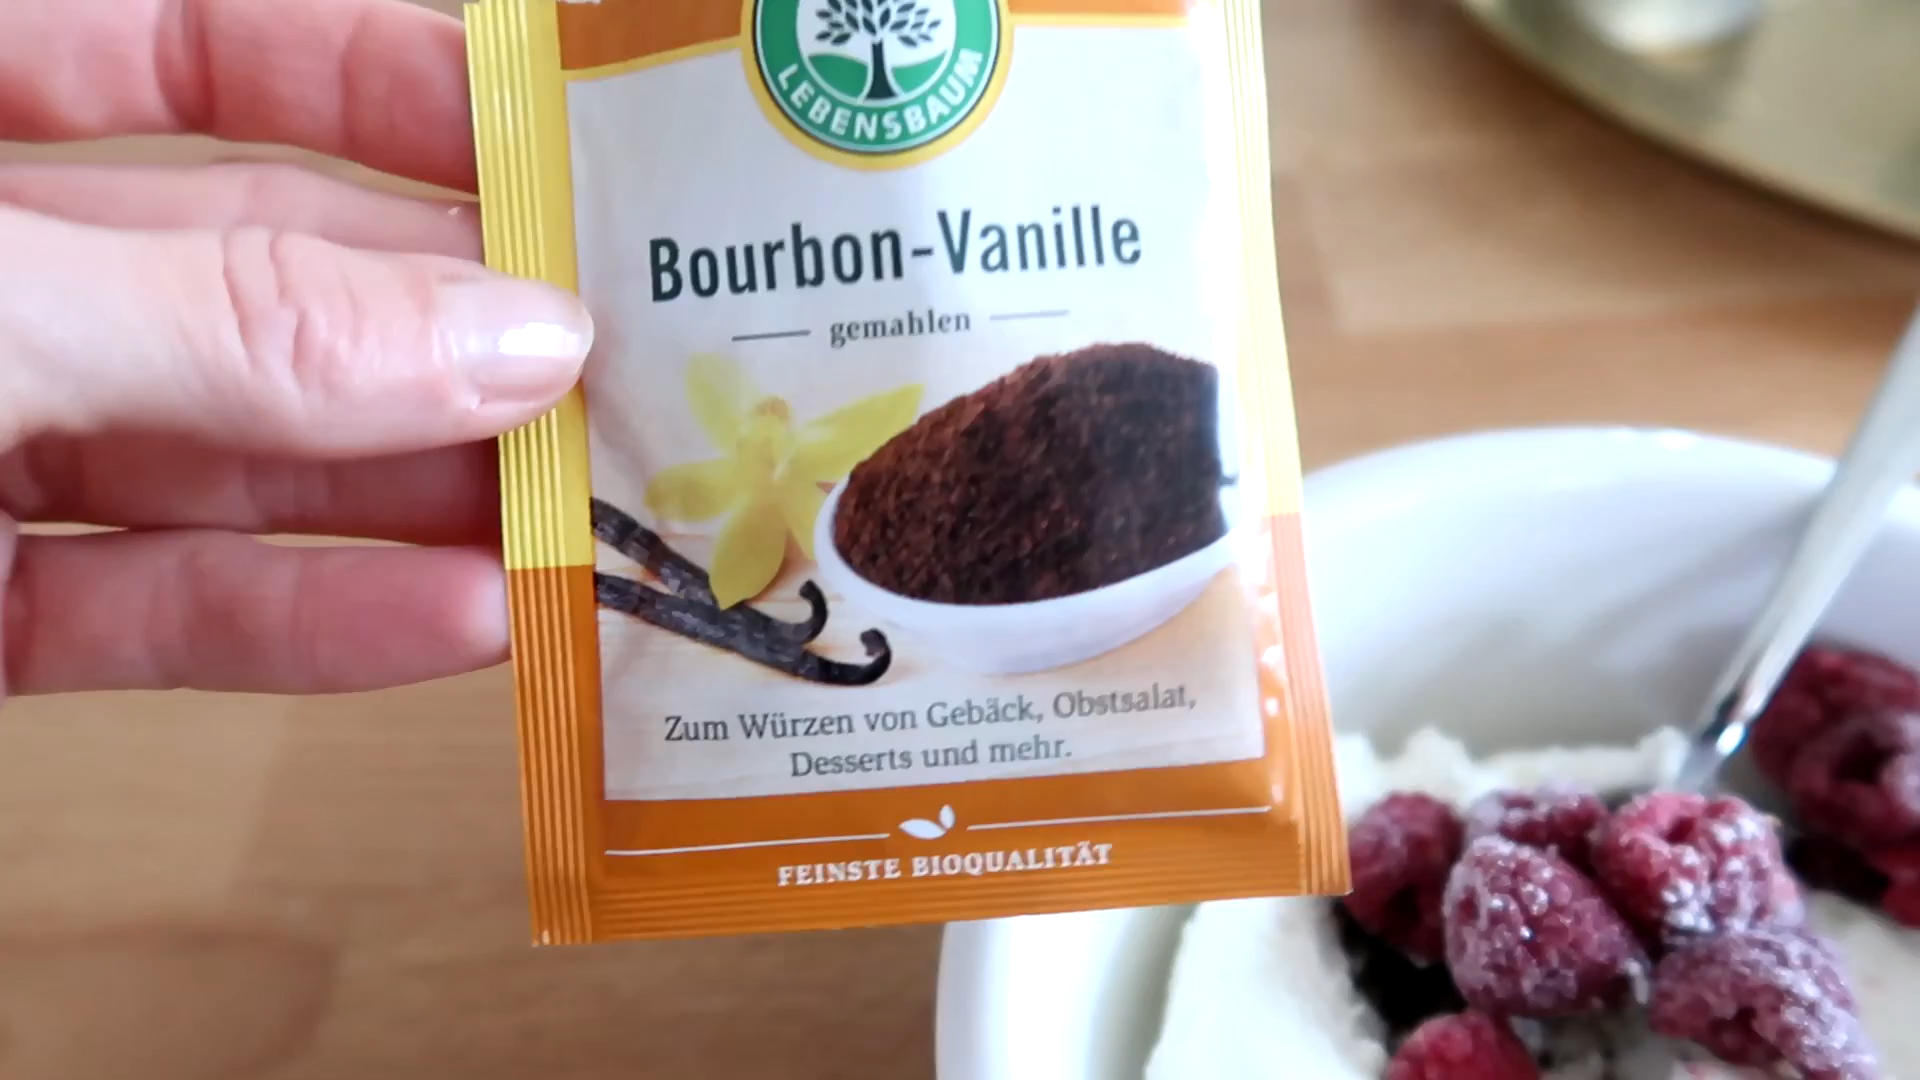 LEBENSBAUM
Bourbon-Vanille
gemahlen
Zum Würzen von Gebäck, Obstsalat,
Desserts und mehr.
FEINSTE BIOQUALITÄT